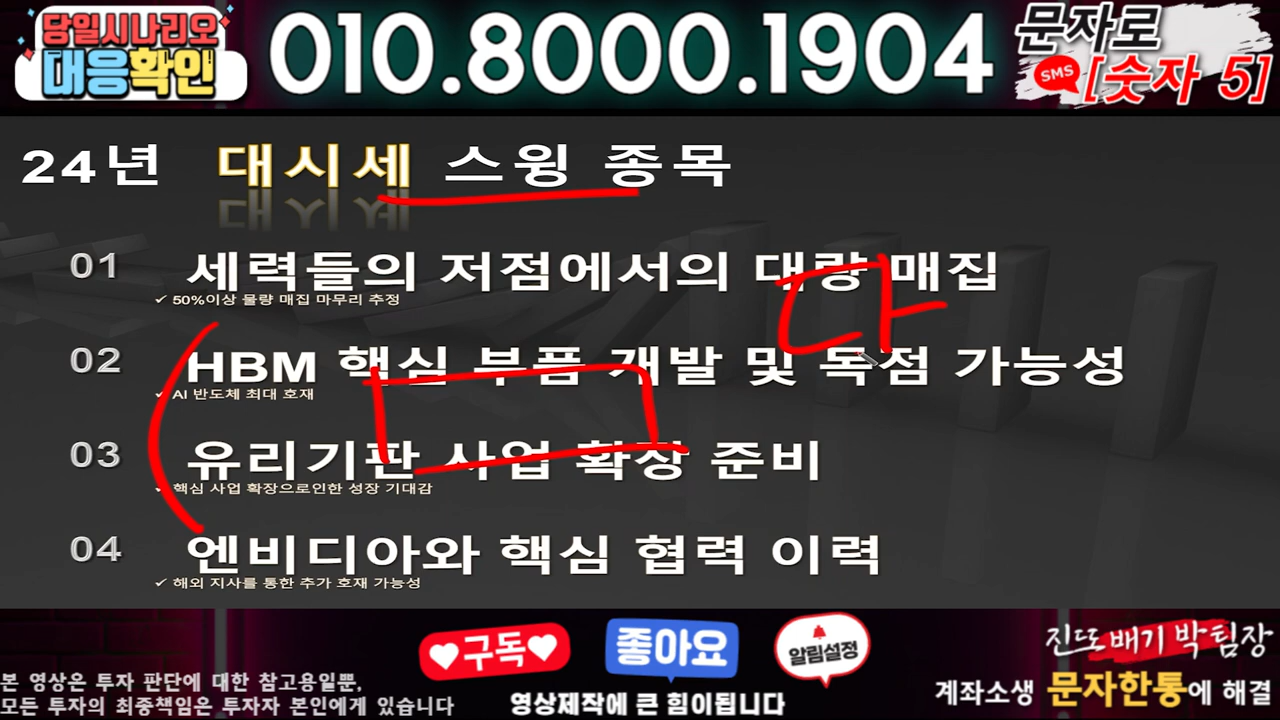 당일시나리오
대응확인
010.8000.1904
문자로
SMS [숫자 5]
24년 대시세 스윙 종목
01 세력들의 저점에서의 대량 매집
✓ 50%이상 물량 매집 마무리 추정
02 HBM 핵심 부품 개발 및 독점 가능성
✓ AI 반도체 최대 호재
03 유리기판 사업 확장 준비
✓ 핵심 사업 확장으로인한 성장 기대감
04 엔비디아와 핵심 협력 이력
✓ 해외 지사를 통한 추가 호재 가능성
다
구독
좋아요
알림설정
영상제작에 큰 힘이됩니다
본 영상은 투자 판단에 대한 참고용일뿐,
모든 투자의 최종책임은 투자자 본인에게 있습니다
진또배기 박팀장
계좌소생 문자한통에 해결